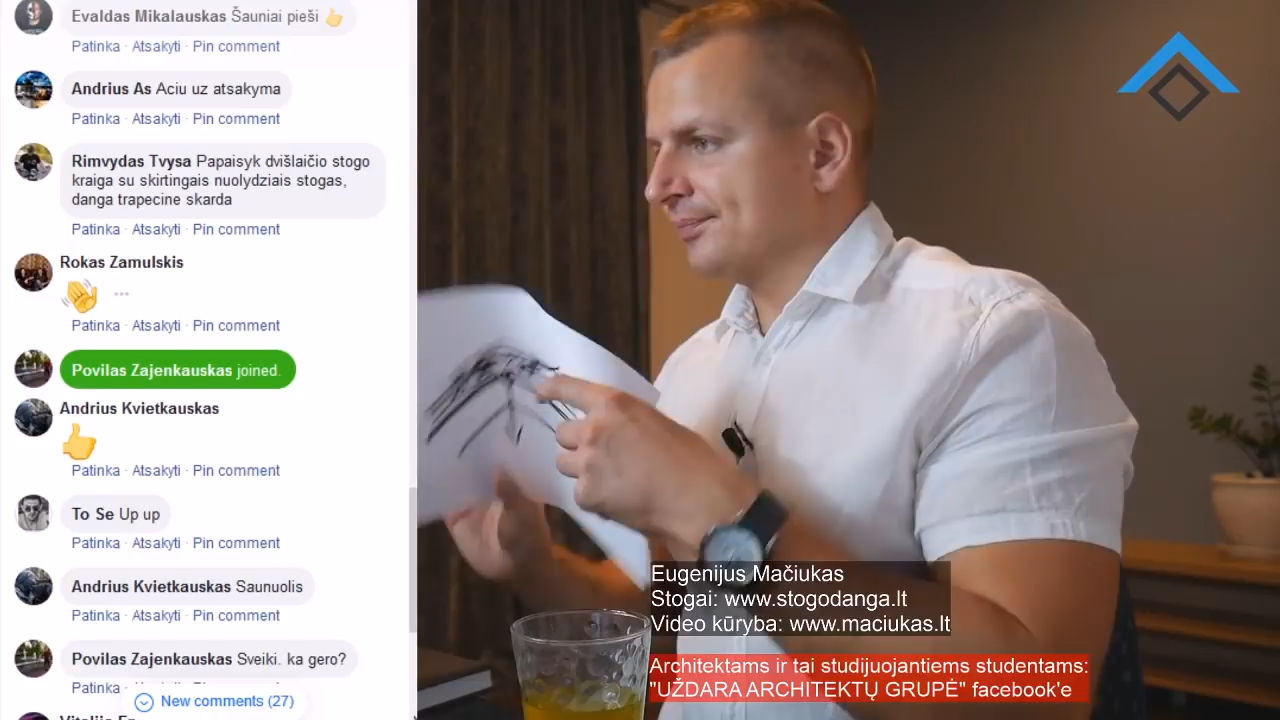 Evaldas Mikalauskas Šauniai pieši
Patinka · Atsakyti · Pin comment
Andrius As Aciu uz atsakyma
Patinka · Atsakyti · Pin comment
Rimvydas Tvysa Papaisyk dvišlaičio stogo
kraiga su skirtingais nuolydziais stogas,
danga trapecine skarda
Patinka · Atsakyti · Pin comment
Rokas Zamulskis
Patinka · Atsakyti · Pin comment
Povilas Zajenkauskas joined.
Andrius Kvietkauskas
Patinka · Atsakyti · Pin comment
To Se Up up
Patinka · Atsakyti · Pin comment
Andrius Kvietkauskas Saunuolis
Patinka · Atsakyti · Pin comment
Povilas Zajenkauskas Sveiki. ka gero?
Patinka
New comments (27)
Eugenijus Mačiukas
Stogai: www.stogodanga.lt
Video kūryba: www.maciukas.lt
Architektams ir tai studijuojantiems studentams:
"UŽDARA ARCHITEKTŲ GRUPĖ" facebook'e